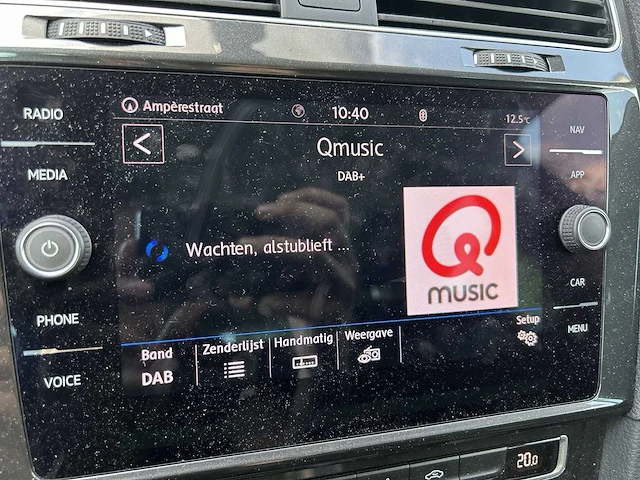 RADIO
MEDIA
PHONE
VOICE
Ampèrestraat
10:40
12.5°C
Qmusic
DAB+
Wachten, alstublieft ...
MUSIC
Band
DAB
Zenderlijst
Handmatig
Weergave
Setup
NAV
APP
CAR
MENU
20.0